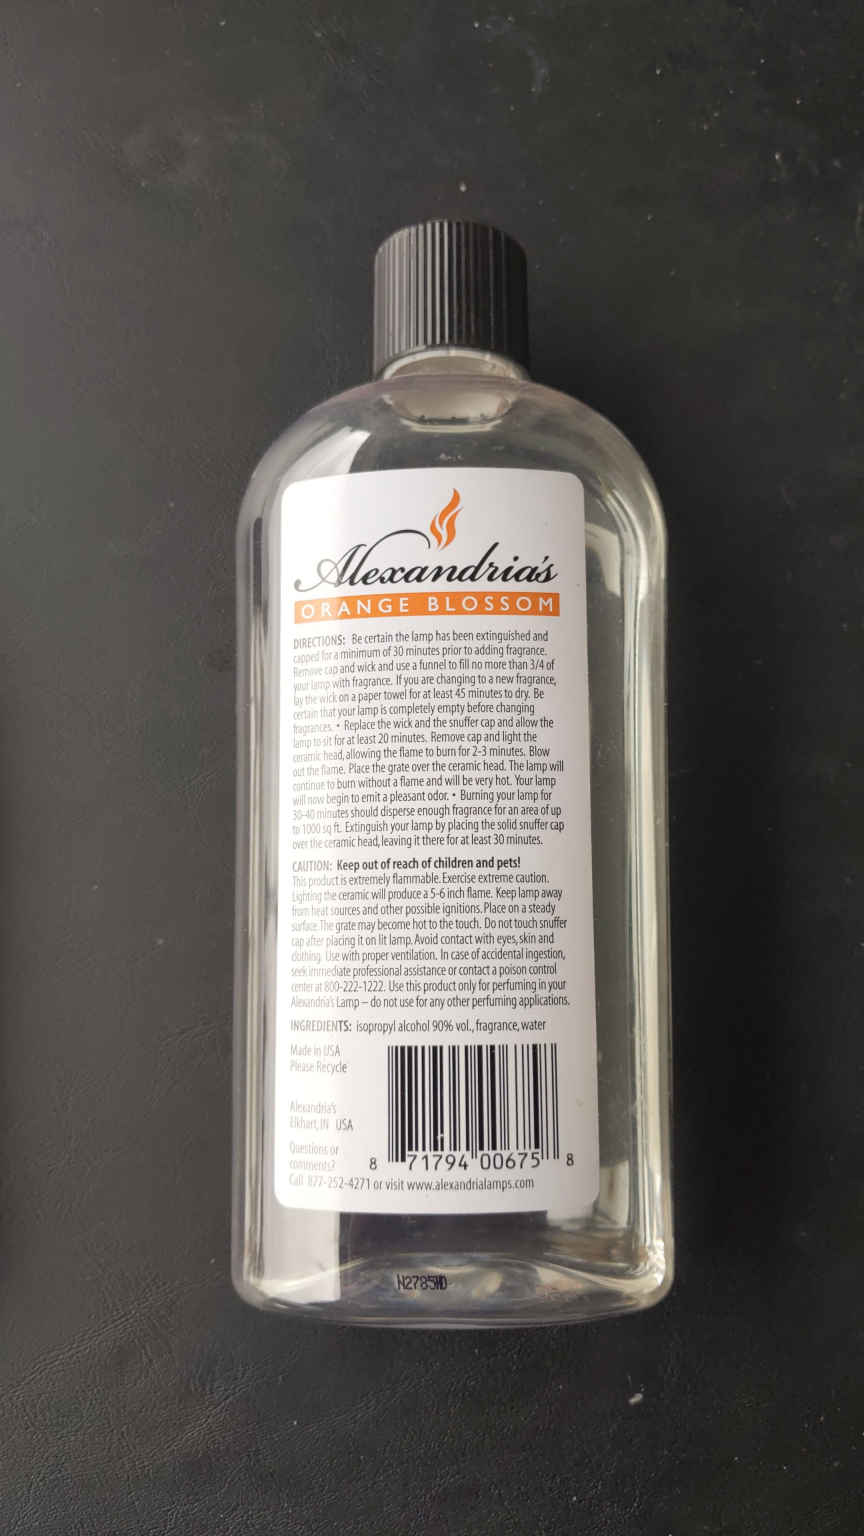 Alexandria's
ORANGE BLOSSOM
DIRECTIONS: Be certain the lamp has been extinguished and
capped for a minimum of 30 minutes prior to adding fragrance.
Remove cap and wick and use a funnel to fill no more than 3/4 of
your lamp with fragrance. If you are changing to a new fragrance,
lay the wick on a paper towel for at least 45 minutes to dry. Be
certain that your lamp is completely empty before changing
fragrances. • Replace the wick and the snuffer cap and allow the
lamp to sit for at least 20 minutes. Remove cap and light the
ceramic head, allowing the flame to burn for 2-3 minutes. Blow
out the flame. Place the grate over the ceramic head. The lamp will
continue to burn without a flame and will be very hot. Your lamp
will now begin to emit a pleasant odor. • Burning your lamp for
30-40 minutes should disperse enough fragrance for an area of up
to 1000 sq ft. Extinguish your lamp by placing the solid snuffer cap
over the ceramic head, leaving it there for at least 30 minutes.
CAUTION: Keep out of reach of children and pets!
This product is extremely flammable. Exercise extreme caution.
Lighting the ceramic will produce a 5-6 inch flame. Keep lamp away
from heat sources and other possible ignitions. Place on a steady
surface. The grate may become hot to the touch. Do not touch snuffer
cap after placing it on lit lamp. Avoid contact with eyes, skin and
clothing. Use with proper ventilation. In case of accidental ingestion,
seek immediate professional assistance or contact a poison control
center at 800-222-1222. Use this product only for perfuming in your
Alexandria's Lamp – do not use for any other perfuming applications.
INGREDIENTS: isopropyl alcohol 90% vol., fragrance, water
Made in USA
Please Recycle
Alexandria's
Elkhart, IN USA
Questions or
comments?
Call 877-252-4271 or visit www.alexandrialamps.com
8 71794 00675 8